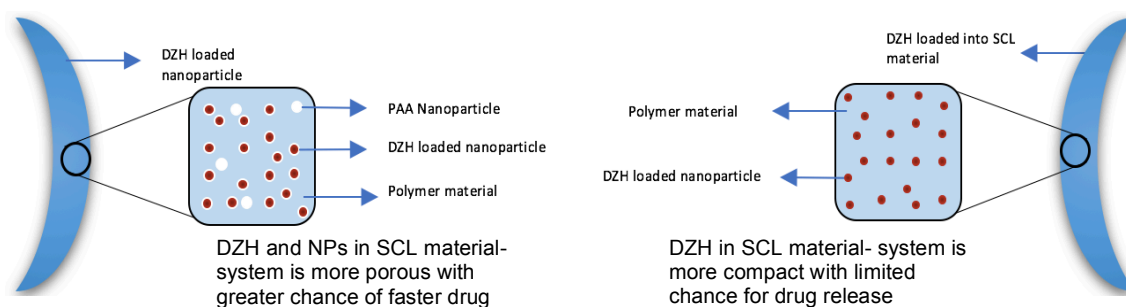 DZH loaded
nanoparticle
PAA Nanoparticle
DZH loaded nanoparticle
Polymer material
DZH and NPs in SCL material-
system is more porous with
greater chance of faster drug
DZH loaded into SCL
material
Polymer material
DZH loaded nanoparticle
DZH in SCL material- system is
more compact with limited
chance for drug release